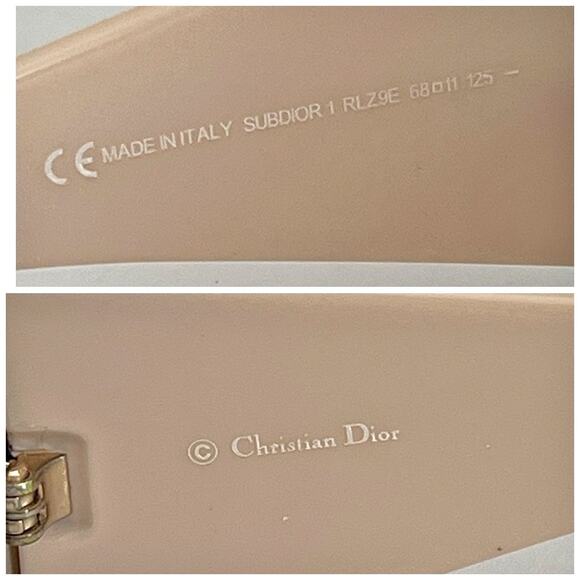 CE MADE IN ITALY SUBDIOR 1 RLZ9E 68□11 125 –
© Christian Dior